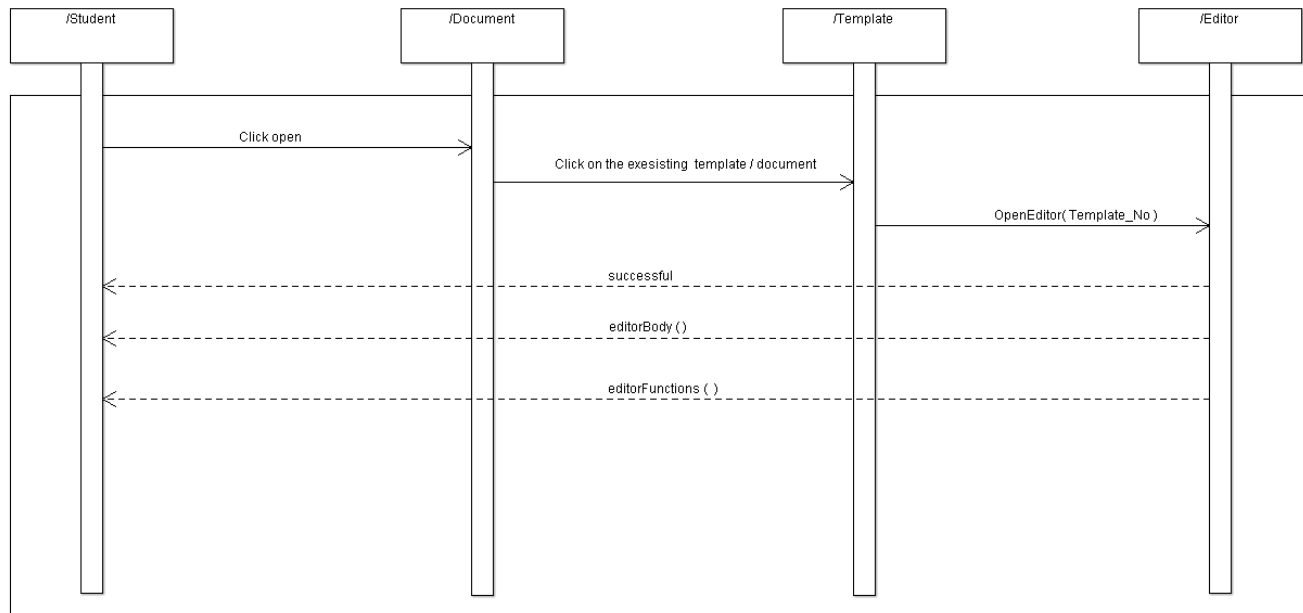 /Student
/Document
/Template
/Editor
Click open
Click on the exesisting template / document
OpenEditor( Template_No )
successful
editorBody ( )
editorFunctions ( )